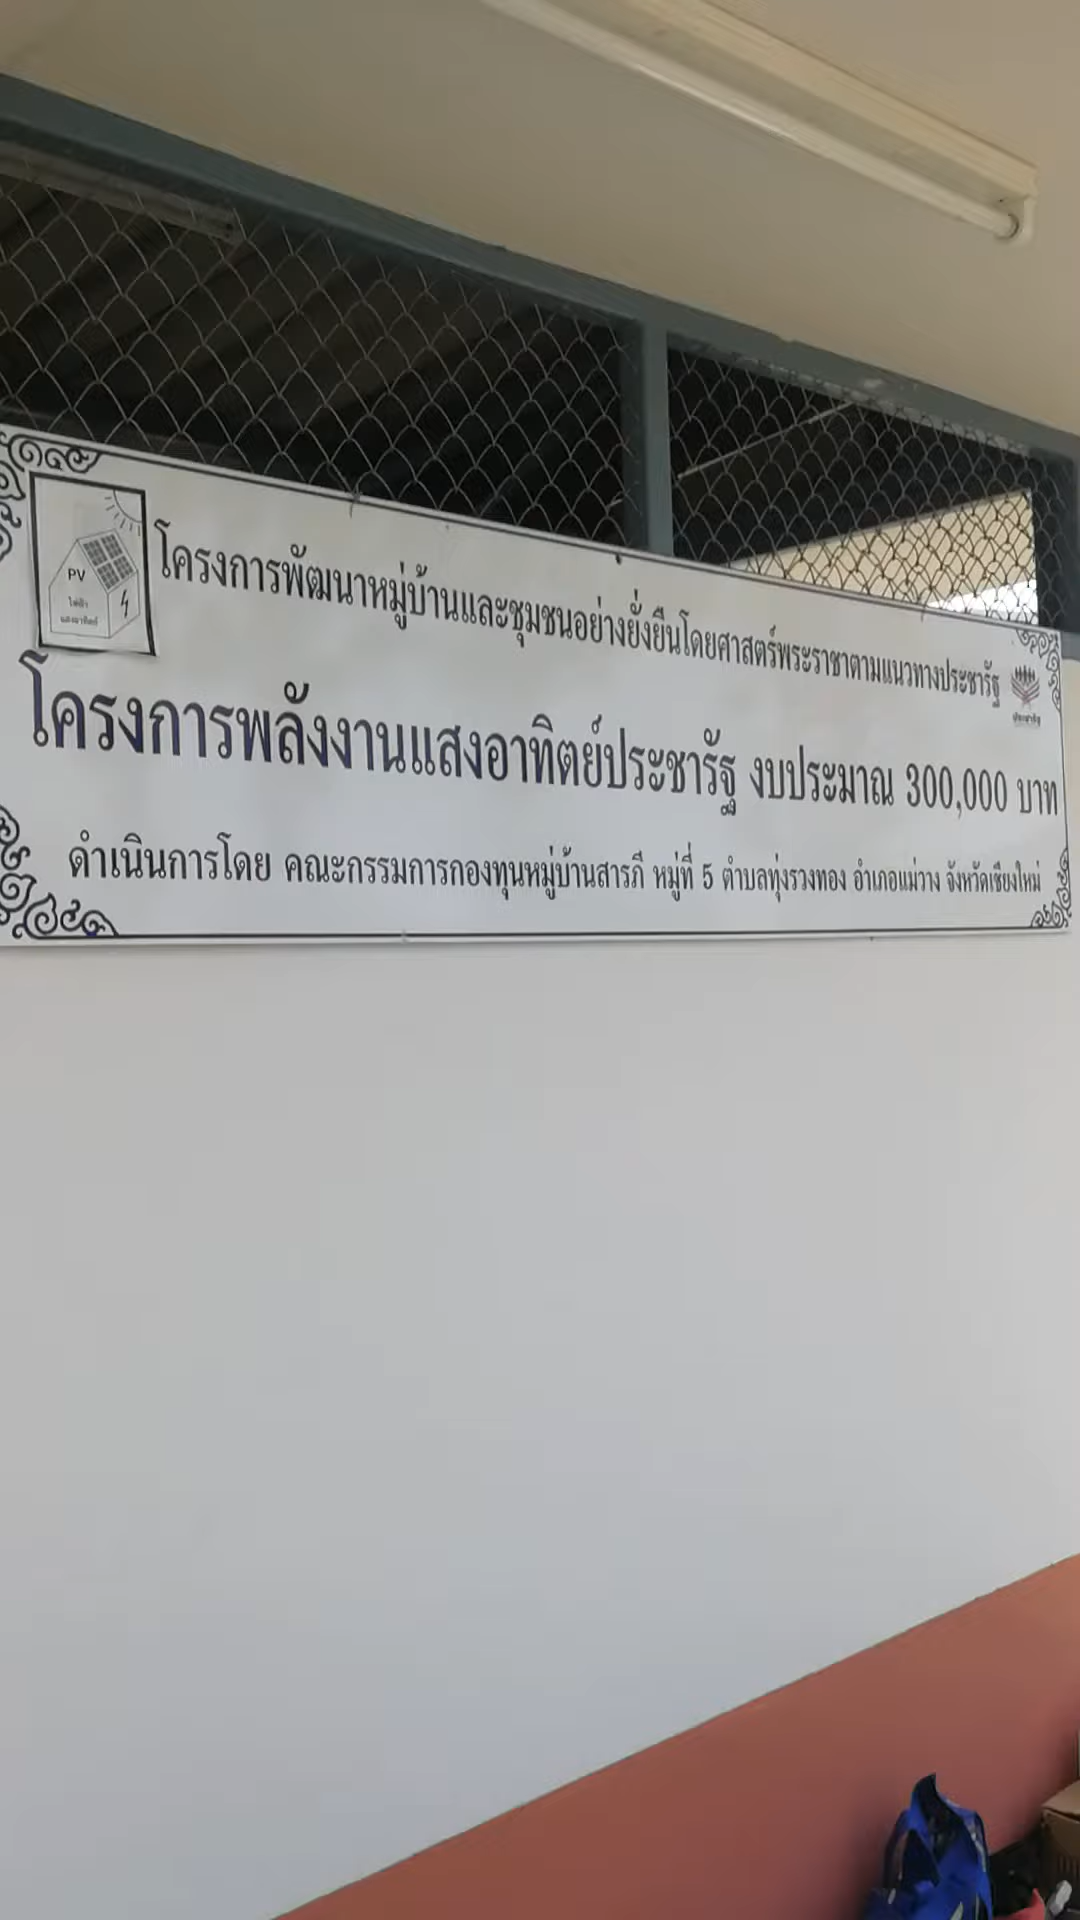 โครงการพัฒนาหมู่บ้านและชุมชนอย่างยั่งยืนโดยศาสตร์พระราชาตามแนวทางประชารัฐ
PV
ไฟฟ้า
แสงอาทิตย์
ประชารัฐ
โครงการพลังงานแสงอาทิตย์ประชารัฐ งบประมาณ 300,000 บาท
ดำเนินการโดย คณะกรรมการกองทุนหมู่บ้านสารภี หมู่ที่ 5 ตำบลทุ่งรวงทอง อำเภอแม่วาง จังหวัดเชียงใหม่